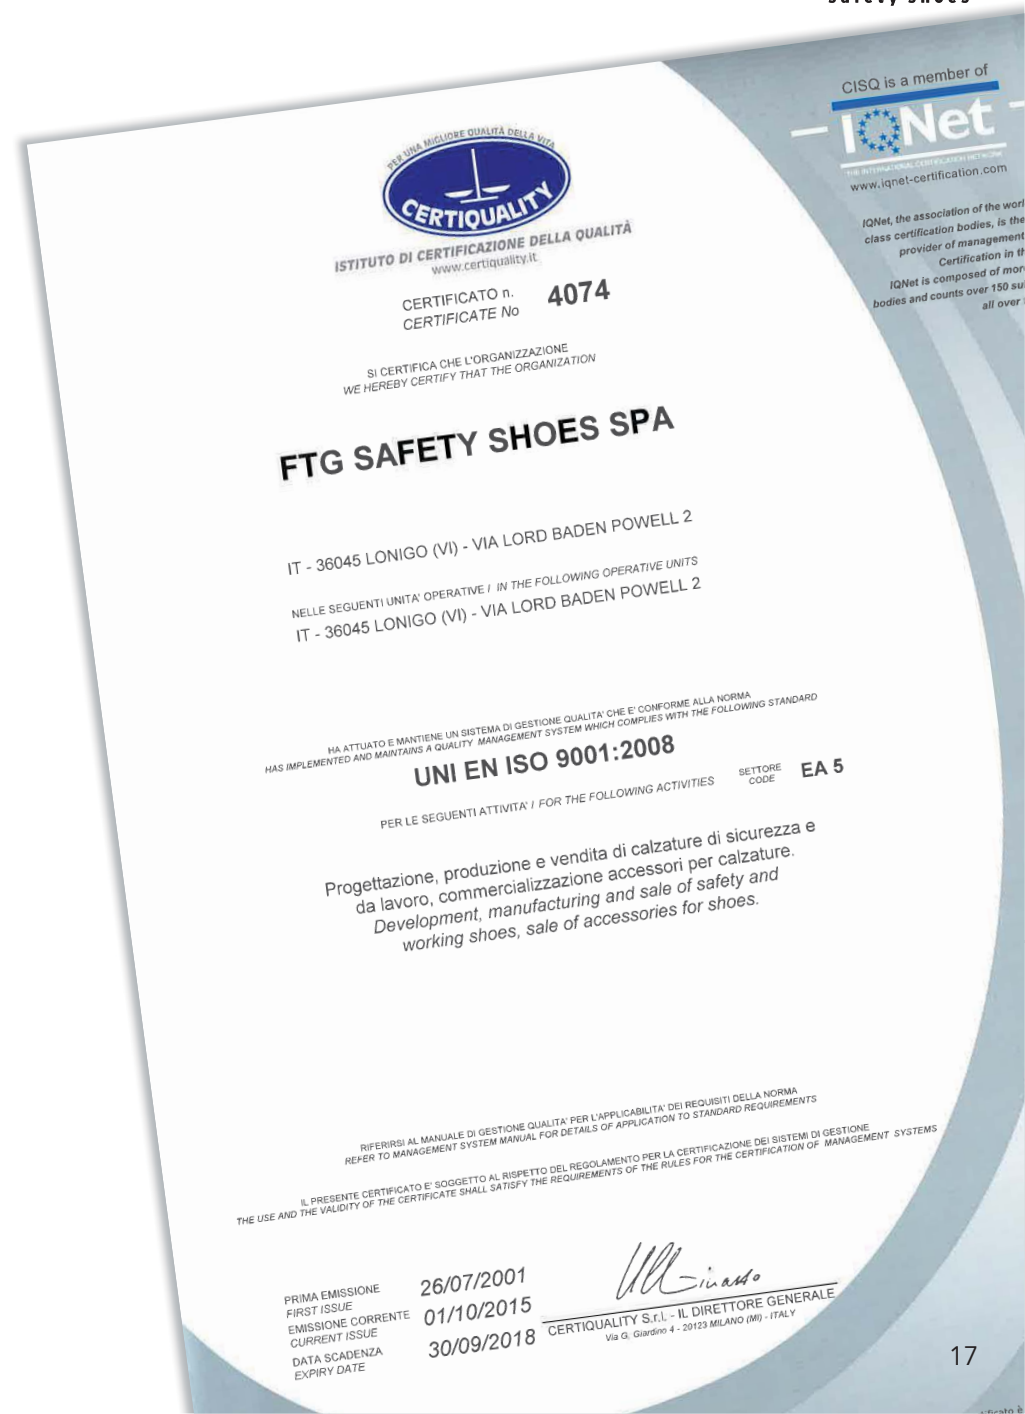 CISQ is a member of
IQNet
THE INTERNATIONAL CERTIFICATION NETWORK
www.iqnet-certification.com
IQNet, the association of the
class certification bodies, is the
provider of management
Certification in
IQNet is composed of
bodies and counts over 150
all over
PER UNA MIGLIORE QUALITÀ DELLA VITA
CERTIQUALITY
ISTITUTO DI CERTIFICAZIONE DELLA QUALITÀ
www.certiquality.it
CERTIFICATO n. 4074
CERTIFICATE No
SI CERTIFICA CHE L'ORGANIZZAZIONE
WE HEREBY CERTIFY THAT THE ORGANIZATION
FTG SAFETY SHOES SPA
IT - 36045 LONIGO (VI) - VIA LORD BADEN POWELL 2
NELLE SEGUENTI UNITA' OPERATIVE / IN THE FOLLOWING OPERATIVE UNITS
IT - 36045 LONIGO (VI) - VIA LORD BADEN POWELL 2
HA ATTUATO E MANTIENE UN SISTEMA DI GESTIONE QUALITA' CHE E' CONFORME ALLA NORMA
HAS IMPLEMENTED AND MAINTAINS A QUALITY MANAGEMENT SYSTEM WHICH COMPLIES WITH THE FOLLOWING STANDARD
UNI EN ISO 9001:2008
PER LE SEGUENTI ATTIVITA' / FOR THE FOLLOWING ACTIVITIES
SETTORE
CODE
EA 5
Progettazione, produzione e vendita di calzature di sicurezza e
da lavoro, commercializzazione accessori per calzature.
Development, manufacturing and sale of safety and
working shoes, sale of accessories for shoes.
RIFERIRSI AL MANUALE DI GESTIONE QUALITA' PER L'APPLICABILITA' DEI REQUISITI DELLA NORMA
REFER TO MANAGEMENT SYSTEM MANUAL FOR DETAILS OF APPLICATION TO STANDARD REQUIREMENTS
IL PRESENTE CERTIFICATO E' SOGGETTO AL RISPETTO DEL REGOLAMENTO PER LA CERTIFICAZIONE DEI SISTEMI DI GESTIONE
THE USE AND THE VALIDITY OF THE CERTIFICATE SHALL SATISFY THE REQUIREMENTS OF THE RULES FOR THE CERTIFICATION OF MANAGEMENT SYSTEMS
PRIMA EMISSIONE 26/07/2001
FIRST ISSUE
EMISSIONE CORRENTE 01/10/2015
CURRENT ISSUE
DATA SCADENZA 30/09/2018
EXPIRY DATE
CERTIQUALITY S.r.l. - IL DIRETTORE GENERALE
Via G. Giardino 4 - 20123 MILANO (MI) - ITALY
17